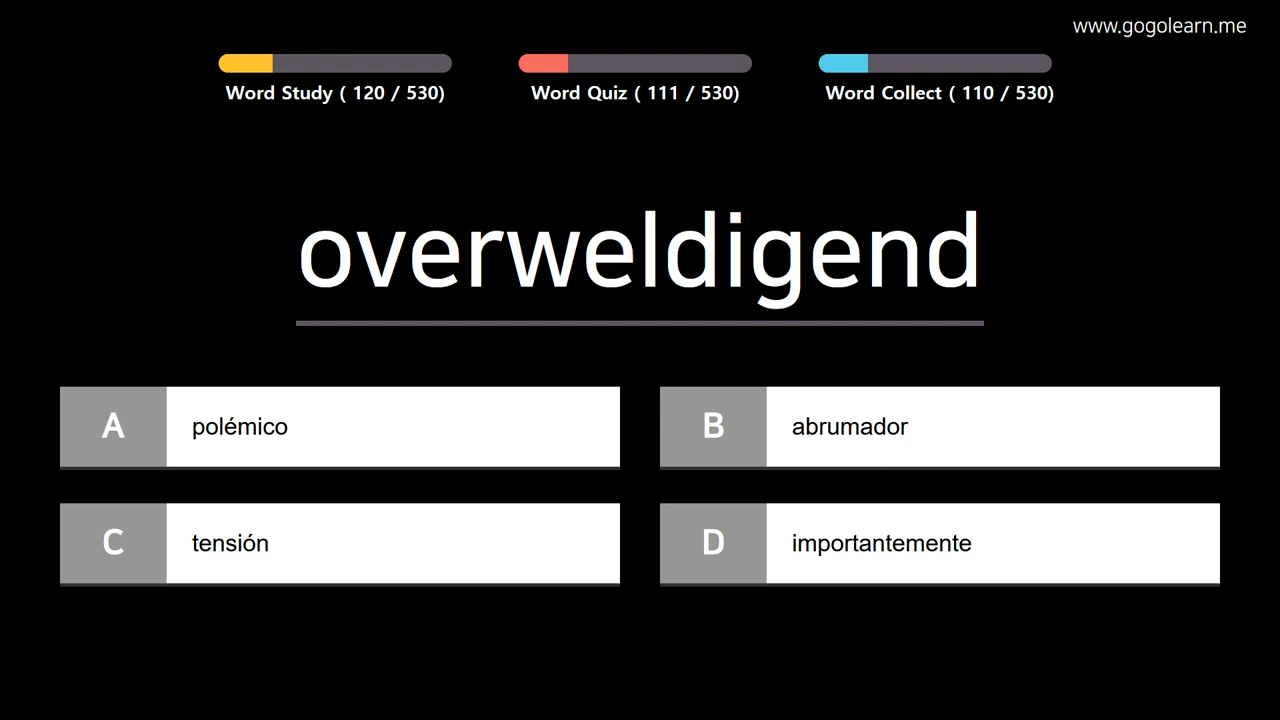 www.gogolearn.me
Word Study ( 120 / 530)
Word Quiz ( 111 / 530)
Word Collect ( 110 / 530)
overweldigend
A polémico
B abrumador
C tensión
D importantemente